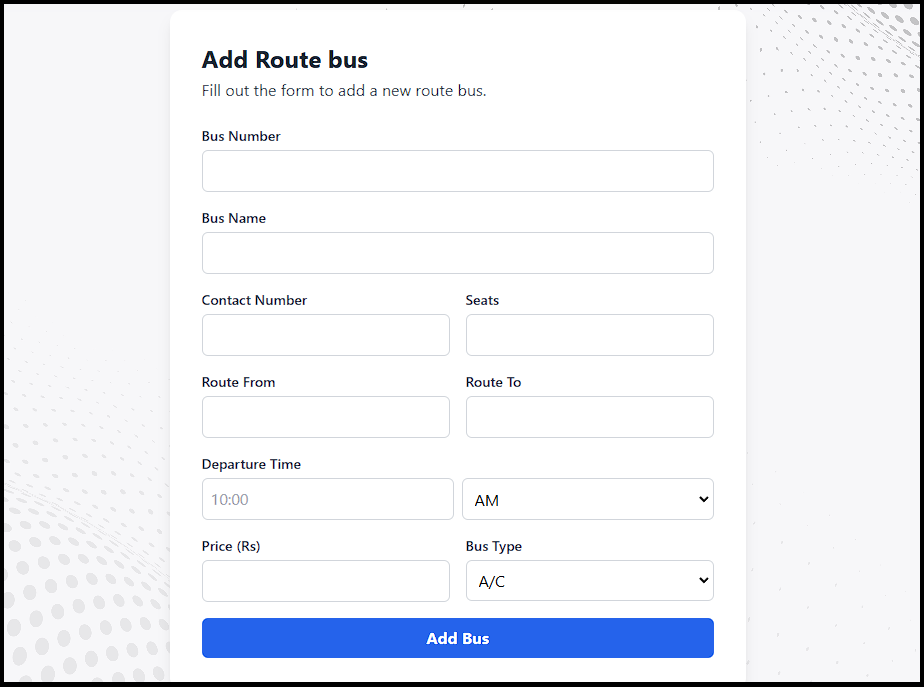 Add Route bus
Fill out the form to add a new route bus.
Bus Number
Bus Name
Contact Number Seats
Route From Route To
Departure Time
10:00 AM
Price (Rs) Bus Type
A/C
Add Bus